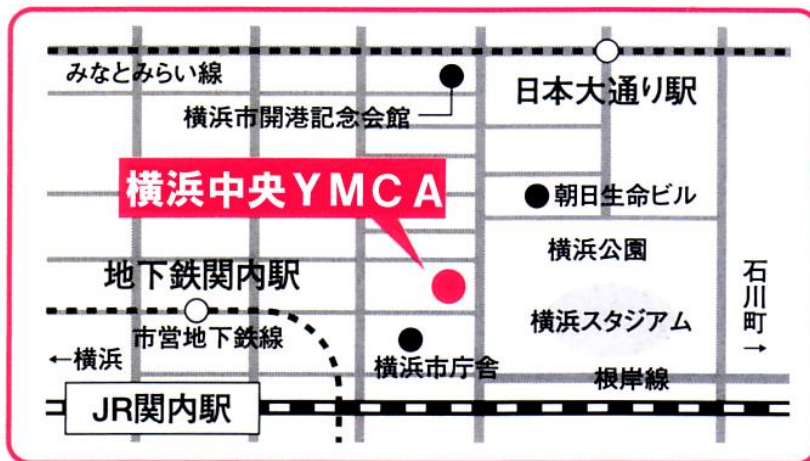 みなとみらい線
日本大通り駅
横浜市開港記念会館
横浜中央YMCA
朝日生命ビル
横浜公園
地下鉄関内駅
石川町→
市営地下鉄線
横浜スタジアム
←横浜
横浜市庁舎
根岸線
JR関内駅